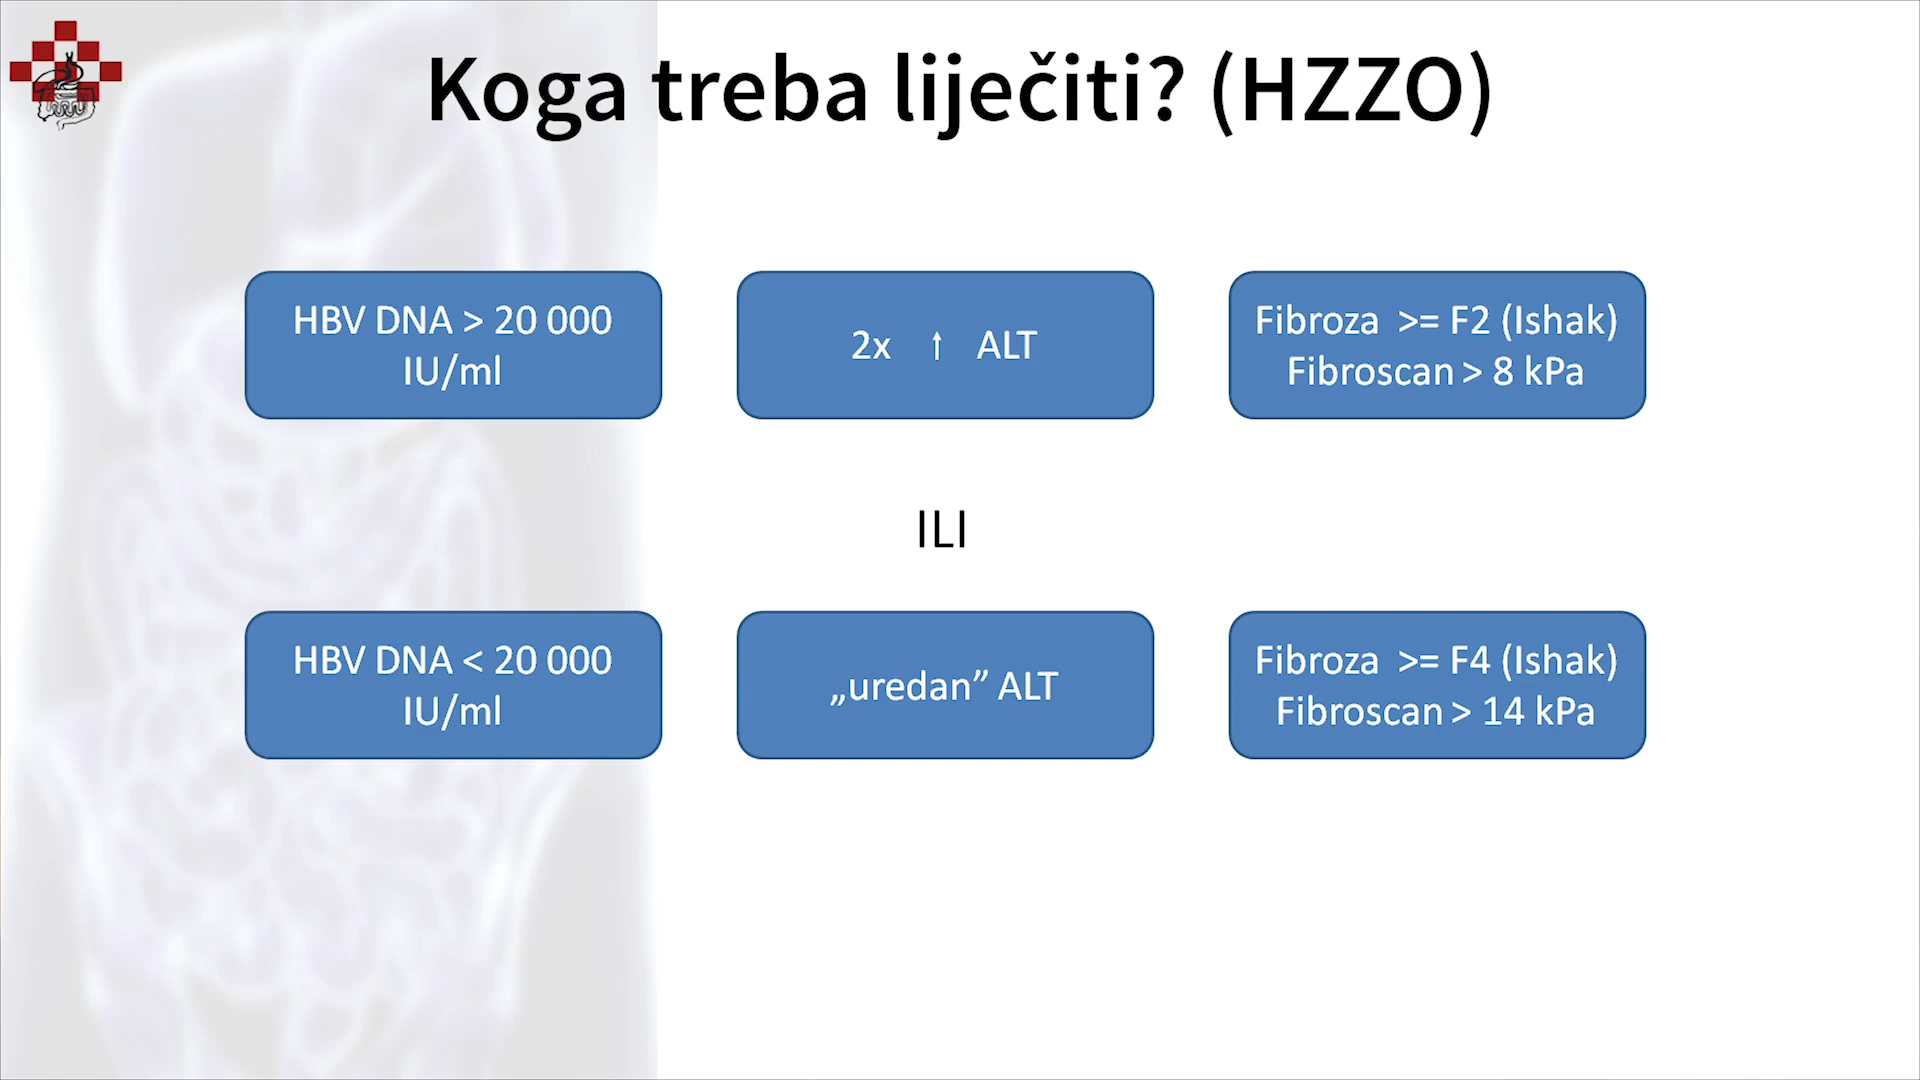 Koga treba liječiti? (HZZO)
HBV DNA > 20 000
IU/ml
2x ↑ ALT
Fibroza >= F2 (Ishak)
Fibroscan > 8 kPa
ILI
HBV DNA < 20 000
IU/ml
„uredan” ALT
Fibroza >= F4 (Ishak)
Fibroscan > 14 kPa